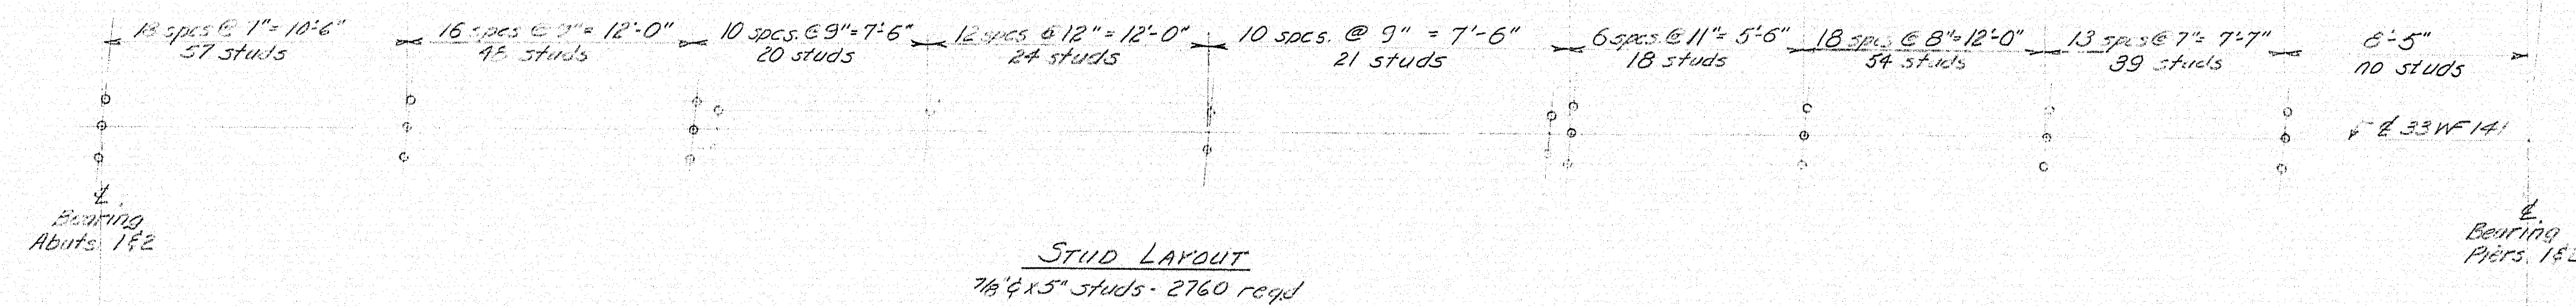 18 spcs @ 7" = 10'-6"
57 studs
16 spcs @ 9" = 12'-0"
48 studs
10 spcs. @ 9" = 7'-6"
20 studs
12 spcs @ 12" = 12'-0"
24 studs
10 spcs. @ 9" = 7'-6"
21 studs
6 spcs. @ 11" = 5'-6"
18 studs
18 spcs @ 8" = 12'-0"
54 studs
13 spcs @ 7" = 7'-7"
39 studs
8'-5"
no studs
℄ 33 WF 141
℄
Bearing
Abuts. 1&2
℄
Bearing
Piers 1&2
STUD LAYOUT
7/8"ϕ x 5" studs - 2760 reqd